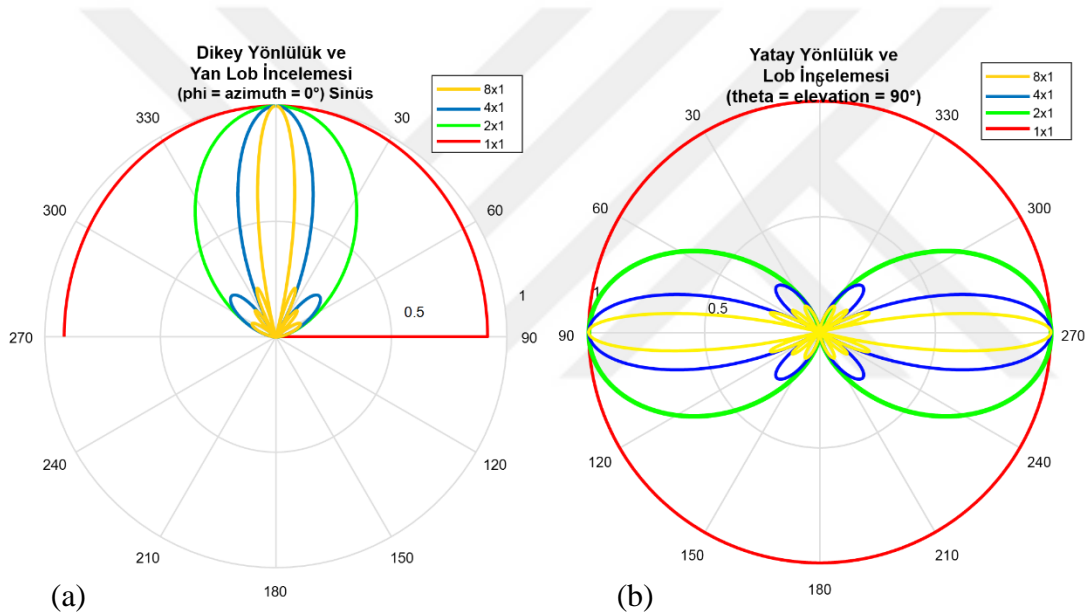 Dikey Yönlülük ve
Yan Lob İncelemesi
(phi = azimuth = 0°) Sinüs
8x1
4x1
2x1
1x1
330
30
300
60
270
0.5
1
90
240
120
210
150
180
(a)
Yatay Yönlülük ve
Lob İncelemesi
0
(theta = elevation = 90°)
8x1
4x1
2x1
1x1
30
330
60
300
90
1
0.5
270
120
240
150
210
180
(b)